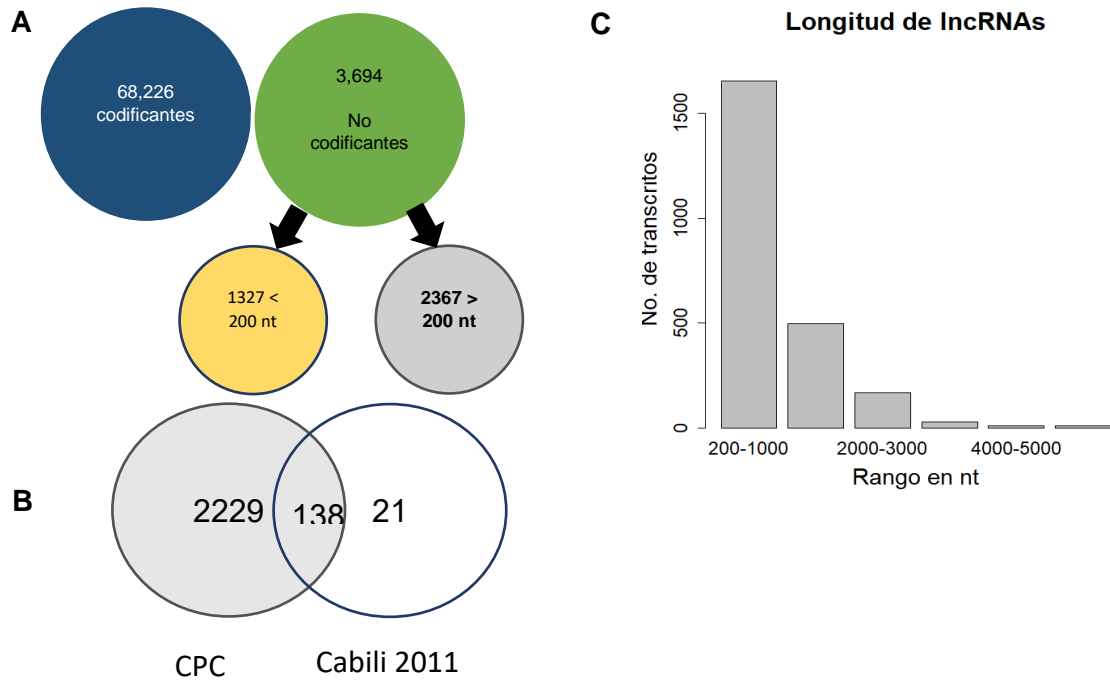 A
68,226
codificantes
3,694
No
codificantes
1327 <
200 nt
2367 >
200 nt
B
2229
138
21
CPC
Cabili 2011
C
Longitud de lncRNAs
No. de transcritos
1500
1000
500
0
200-1000
2000-3000
4000-5000
Rango en nt